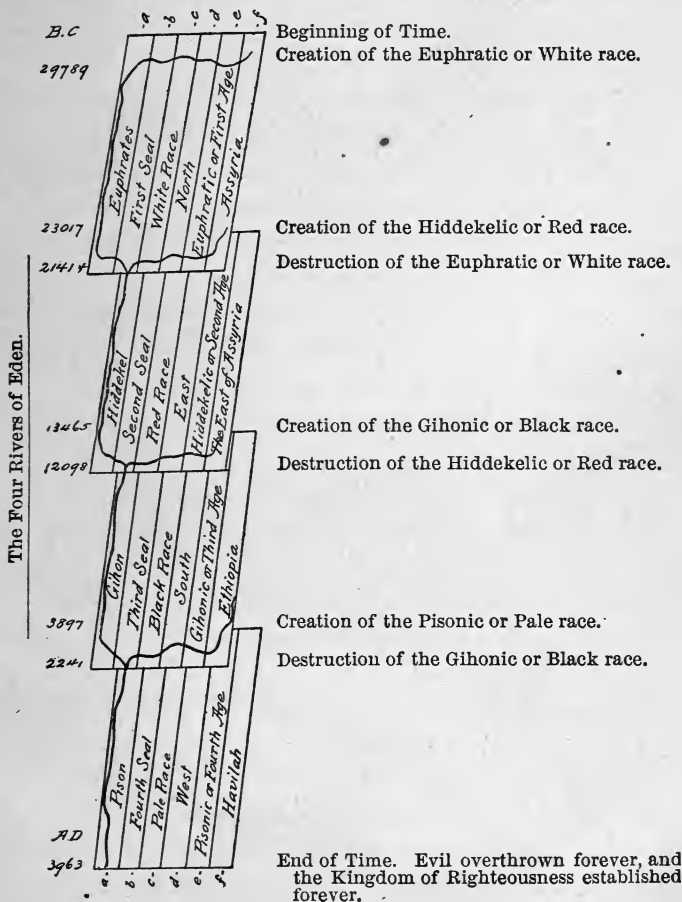 a. b. c. d. e. f.
B.C Beginning of Time.
29789 Creation of the Euphratic or White race.
Euphrates
First Seal
White Race
North
Euphratic or First Age
Assyria
23017 Creation of the Hiddekelic or Red race.
21414 Destruction of the Euphratic or White race.
The Four Rivers of Eden.
Hiddekel
Second Seal
Red Race
East
Hiddekelic or Second Age
The East of Assyria
13465 Creation of the Gihonic or Black race.
12098 Destruction of the Hiddekelic or Red race.
Gihon
Third Seal
Black Race
South
Gihonic or Third Age
Ethiopia
3897 Creation of the Pisonic or Pale race.
2241 Destruction of the Gihonic or Black race.
Pison
Fourth Seal
Pale Race
West
Pisonic or Fourth Age
Havilah
A.D
3963 End of Time. Evil overthrown forever, and
the Kingdom of Righteousness established
forever.
a. b. c. d. e. f.